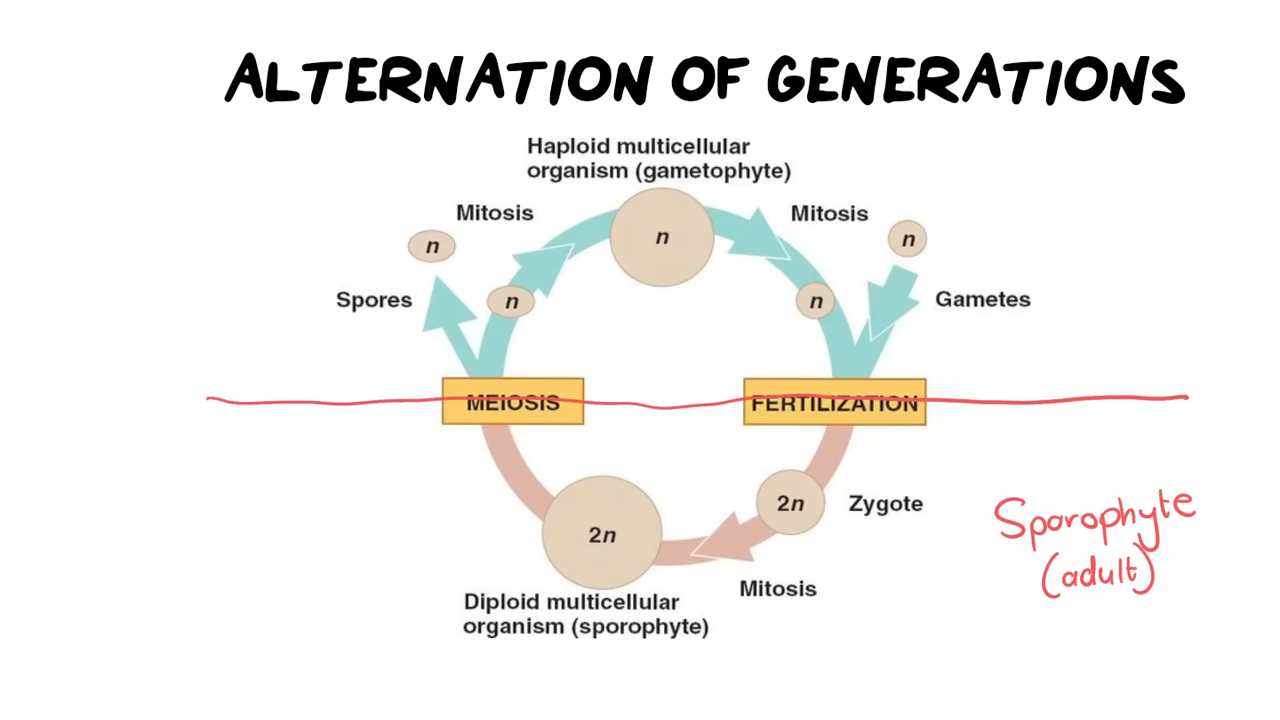 ALTERNATION OF GENERATIONS
Haploid multicellular
organism (gametophyte)
Mitosis
Mitosis
n
n
n
n
n
Spores
Gametes
MEIOSIS
FERTILIZATION
2n
Zygote
2n
Mitosis
Diploid multicellular
organism (sporophyte)
Sporophyte
(adult)